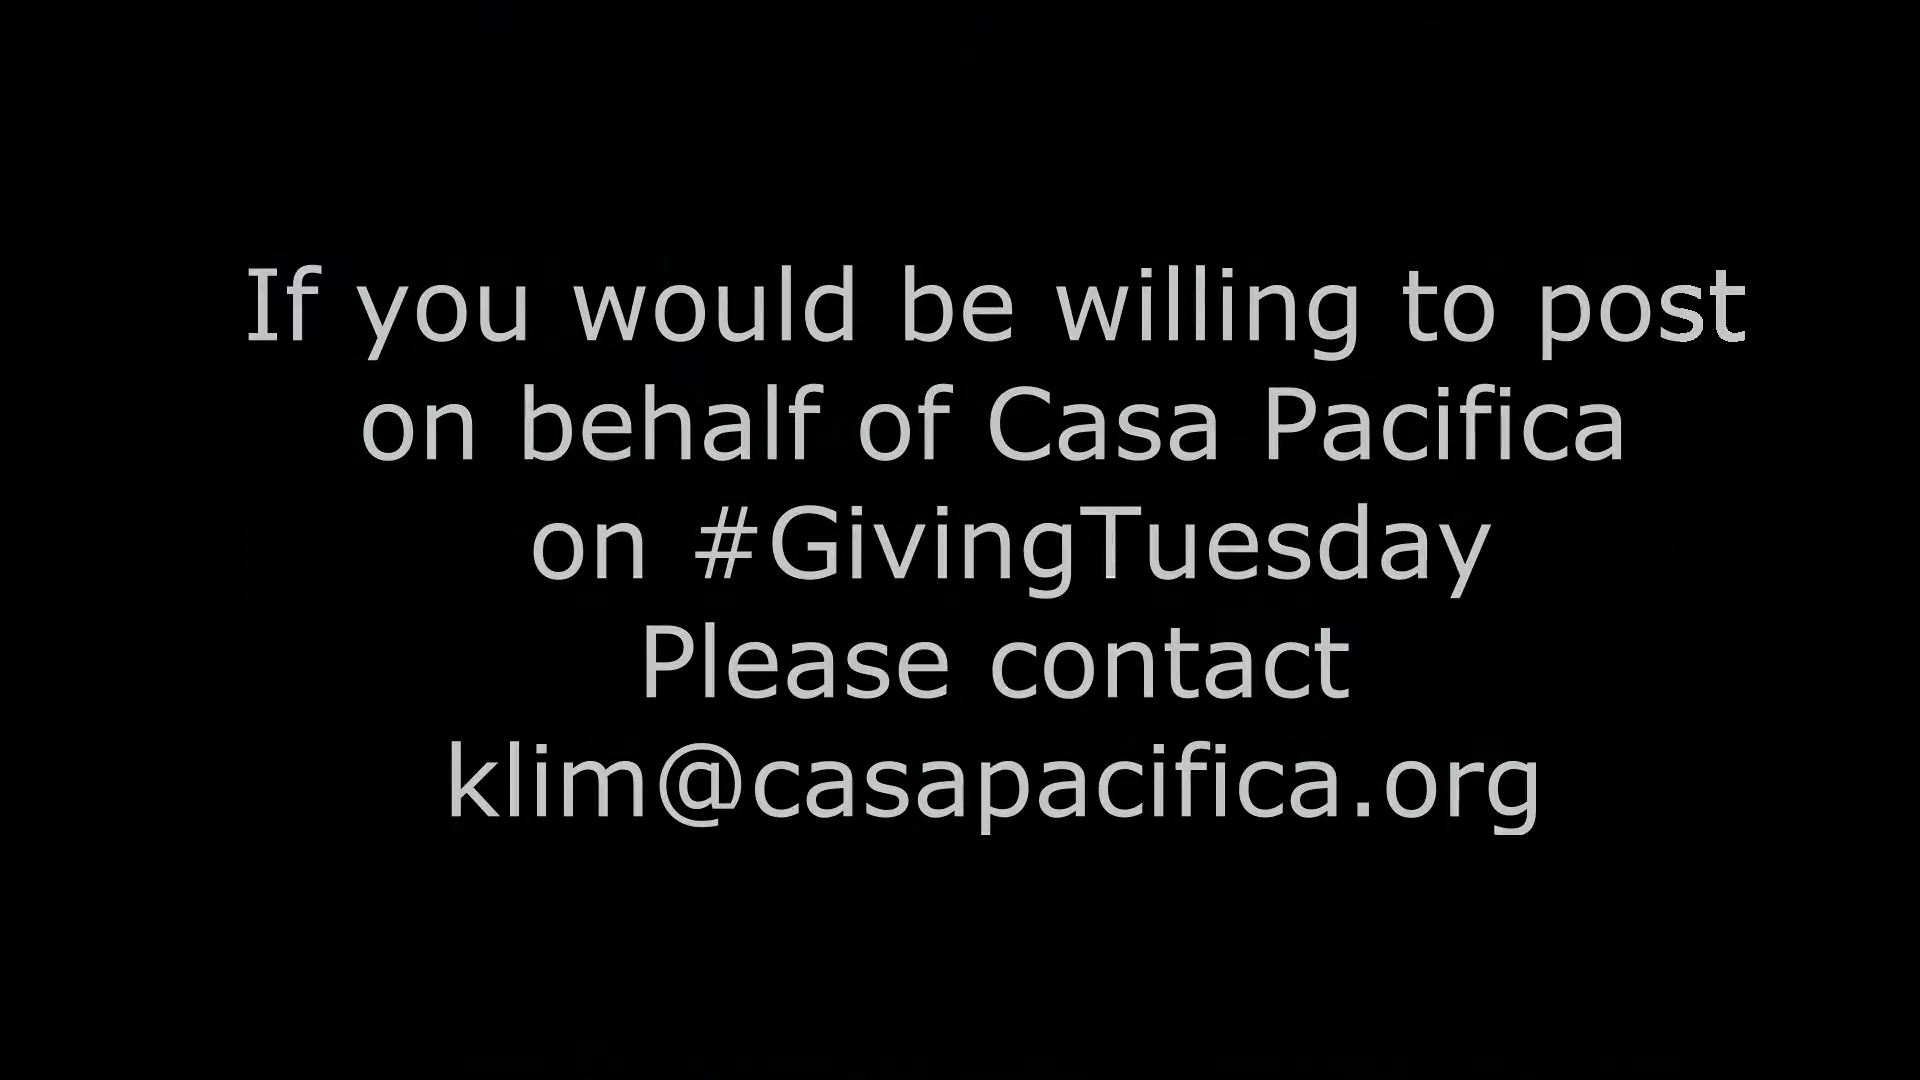 If you would be willing to post
on behalf of Casa Pacifica
on #GivingTuesday
Please contact
klim@casapacifica.org